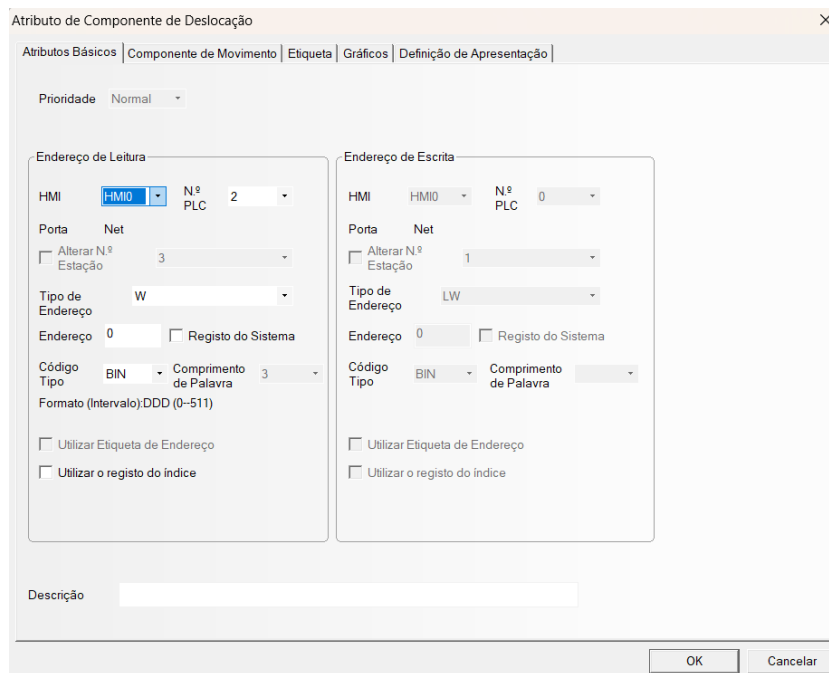 Atributo de Componente de Deslocação
Atributos Básicos Componente de Movimento Etiqueta Gráficos Definição de Apresentação
Prioridade Normal
Endereço de Leitura
HMI HMI0 N.º PLC 2
Porta Net
Alterar N.º Estação 3
Tipo de Endereço W
Endereço 0 Registo do Sistema
Código Tipo BIN Comprimento de Palavra 3
Formato (Intervalo):DDD (0--511)
Utilizar Etiqueta de Endereço
Utilizar o registo do índice
Endereço de Escrita
HMI HMI0 N.º PLC 0
Porta Net
Alterar N.º Estação 1
Tipo de Endereço LW
Endereço 0 Registo do Sistema
Código Tipo BIN Comprimento de Palavra
Utilizar Etiqueta de Endereço
Utilizar o registo do índice
Descrição
OK Cancelar